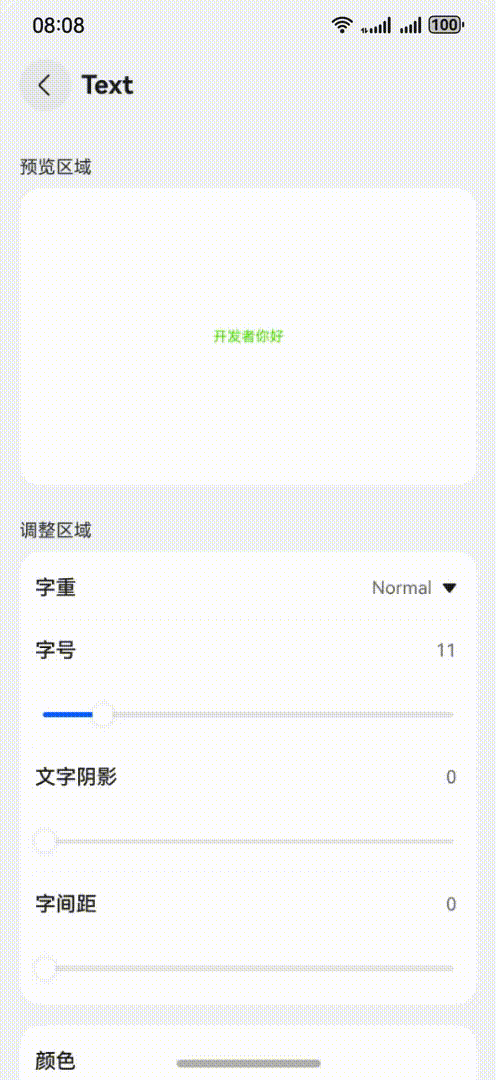 08:08
100
Text
预览区域
开发者你好
调整区域
字重 Normal
字号 11
文字阴影 0
字间距 0
颜色